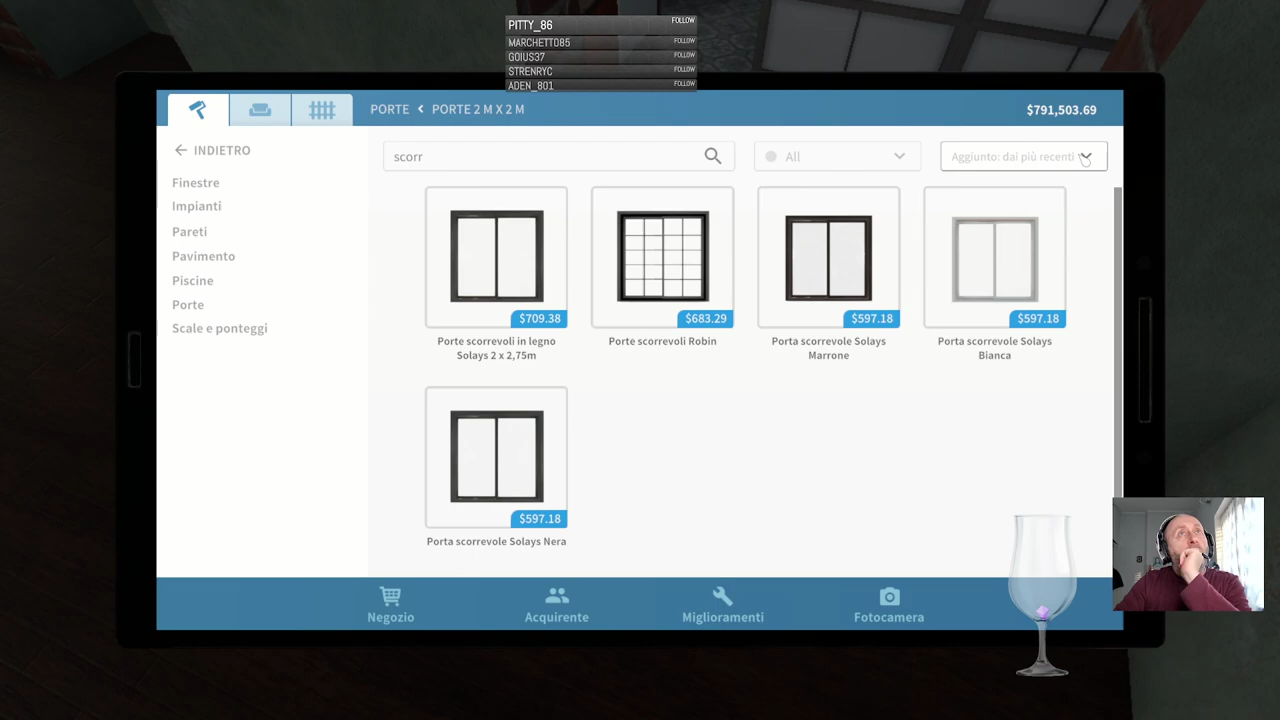 PITTY_86 FOLLOW
MARCHETTO85 FOLLOW
GOIUS37 FOLLOW
STRENRYC FOLLOW
ADEN_801 FOLLOW
PORTE < PORTE 2 M X 2 M
$791,503.69
INDIETRO
Finestre
Impianti
Pareti
Pavimento
Piscine
Porte
Scale e ponteggi
scorr
All
Aggiunto: dai più recenti
$709.38
Porte scorrevoli in legno
Solays 2 x 2,75m
$683.29
Porte scorrevoli Robin
$597.18
Porta scorrevole Solays
Marrone
$597.18
Porta scorrevole Solays
Bianca
$597.18
Porta scorrevole Solays Nera
Negozio
Acquirente
Miglioramenti
Fotocamera